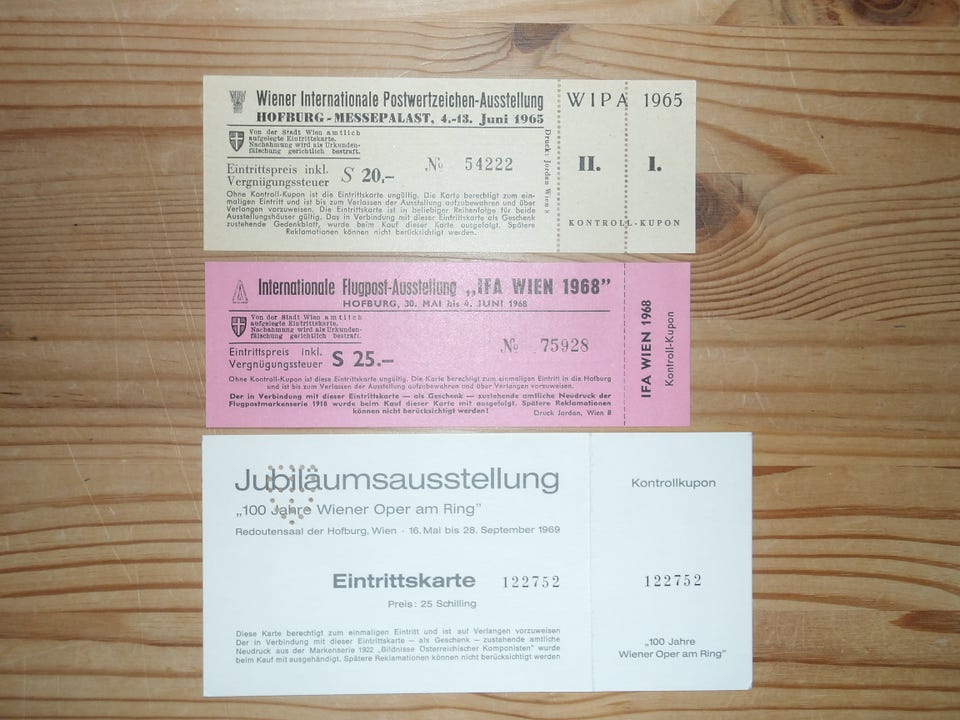 Wiener Internationale Postwertzeichen-Ausstellung
HOFBURG - MESSEPALAST, 4.-13. Juni 1965
Von der Stadt Wien amtlich
aufgelegte Eintrittskarte.
Nachahmung wird als Urkunden-
fälschung gerichtlich bestraft.
Eintrittspreis inkl.
Vergnügungssteuer
S 20,–
№ 54222
Ohne Kontroll-Kupon ist die Eintrittskarte ungültig. Die Karte berechtigt zum ein-
maligen Eintritt und ist bis zum Verlassen der Ausstellung aufzubewahren und über
Verlangen vorzuweisen. Die Eintrittskarte ist in beliebiger Reihenfolge für beide
Ausstellungshäuser gültig. Das in Verbindung mit dieser Eintrittskarte als Geschenk
zustehende Gedenkblatt, wurde beim Kauf dieser Karte ausgefolgt. Spätere
Reklamationen können nicht berücksichtigt werden.
Druck: Jordan Wien 8
WIPA 1965
II. I.
KONTROLL-KUPON
Internationale Flugpost-Ausstellung „IFA WIEN 1968”
HOFBURG, 30. MAI bis 4. JUNI 1968
Von der Stadt Wien amtlich
aufgelegte Eintrittskarte.
Nachahmung wird als Urkunden-
fälschung gerichtlich bestraft.
Eintrittspreis inkl.
Vergnügungssteuer
S 25.–
№ 75928
Ohne Kontroll-Kupon ist diese Eintrittskarte ungültig. Die Karte berechtigt zum einmaligen Eintritt in die Hofburg
und ist bis zum Verlassen der Ausstellung aufzubewahren und über Verlangen vorzuweisen.
Der in Verbindung mit dieser Eintrittskarte — als Geschenk — zustehende amtliche Neudruck der
Flugpostmarkenserie 1918 wurde beim Kauf dieser Karte mit ausgefolgt. Spätere Reklamationen
können nicht berücksichtigt werden!
Druck Jordan, Wien 8
IFA WIEN 1968
Kontroll-Kupon
Jubiläumsausstellung
„100 Jahre Wiener Oper am Ring”
Redoutensaal der Hofburg, Wien · 16. Mai bis 28. September 1969
Eintrittskarte 122752
Preis: 25 Schilling
Diese Karte berechtigt zum einmaligen Eintritt und ist auf Verlangen vorzuweisen
Der in Verbindung mit dieser Eintrittskarte – als Geschenk – zustehende amtliche
Neudruck aus der Markenserie 1922 „Bildnisse Österreichischer Komponisten” wurde
beim Kauf mit ausgehändigt. Spätere Reklamationen können nicht berücksichtigt werden
Kontrollkupon
122752
„100 Jahre
Wiener Oper am Ring”